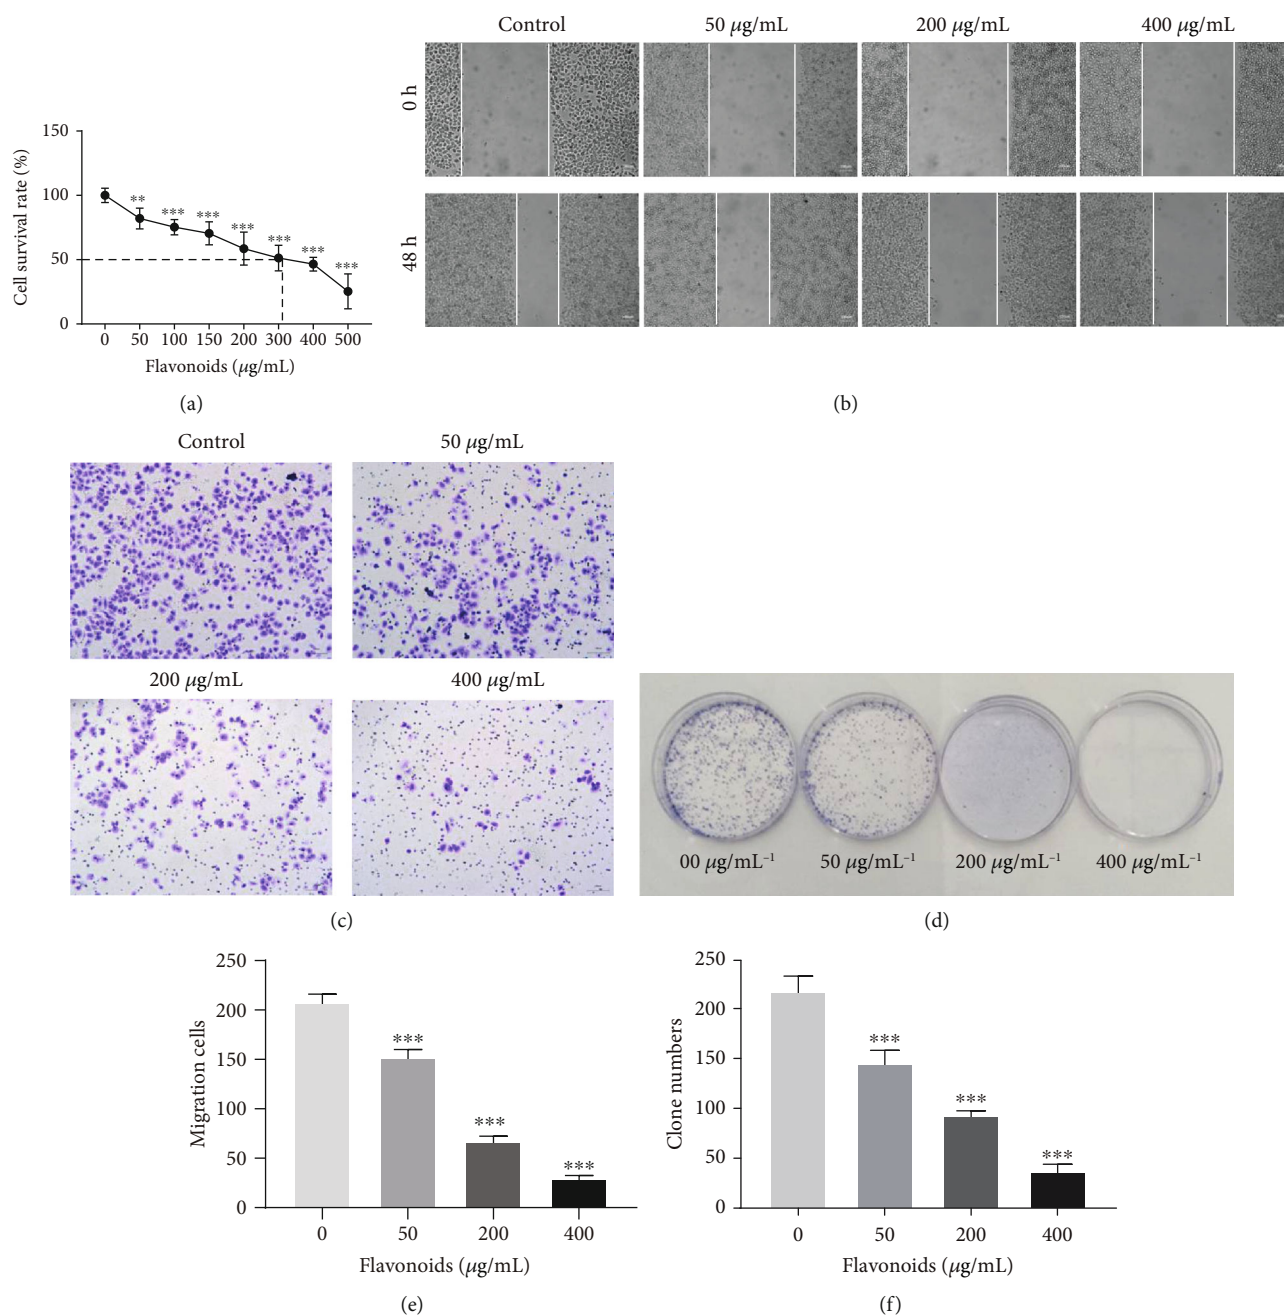 Control 50 μg/mL 200 μg/mL 400 μg/mL
0 h
48 h
Cell survival rate (%)
150
100
50
0
** *** *** *** *** *** ***
0 50 100 150 200 300 400 500
Flavonoids (μg/mL)
(a)
(b)
Control 50 μg/mL
200 μg/mL 400 μg/mL
(c)
00 μg/mL⁻¹ 50 μg/mL⁻¹ 200 μg/mL⁻¹ 400 μg/mL⁻¹
(d)
Migration cells
250
200
150
100
50
0
***
***
***
0 50 200 400
Flavonoids (μg/mL)
(e)
Clone numbers
250
200
150
100
50
0
***
***
***
0 50 200 400
Flavonoids (μg/mL)
(f)